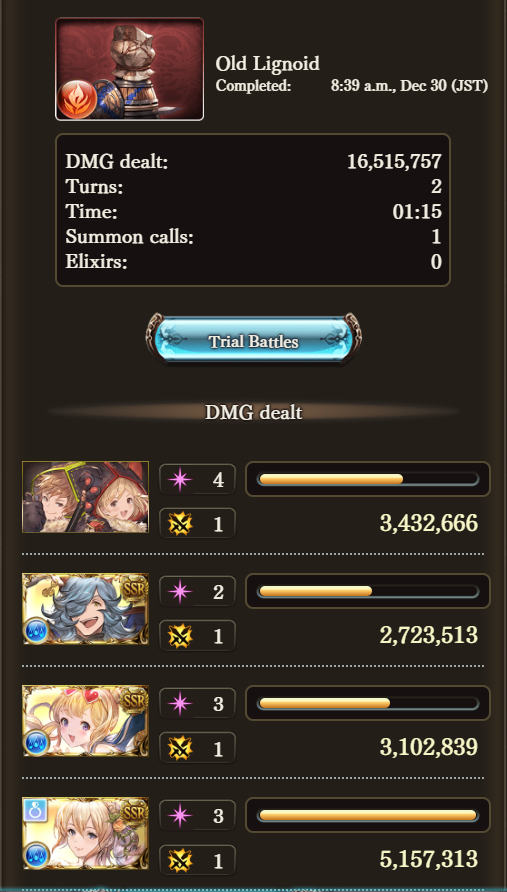 Old Lignoid
Completed: 8:39 a.m., Dec 30 (JST)
DMG dealt: 16,515,757
Turns: 2
Time: 01:15
Summon calls: 1
Elixirs: 0
Trial Battles
DMG dealt
4
1
3,432,666
SSR
2
1
2,723,513
SSR
3
1
3,102,839
SSR
3
1
5,157,313